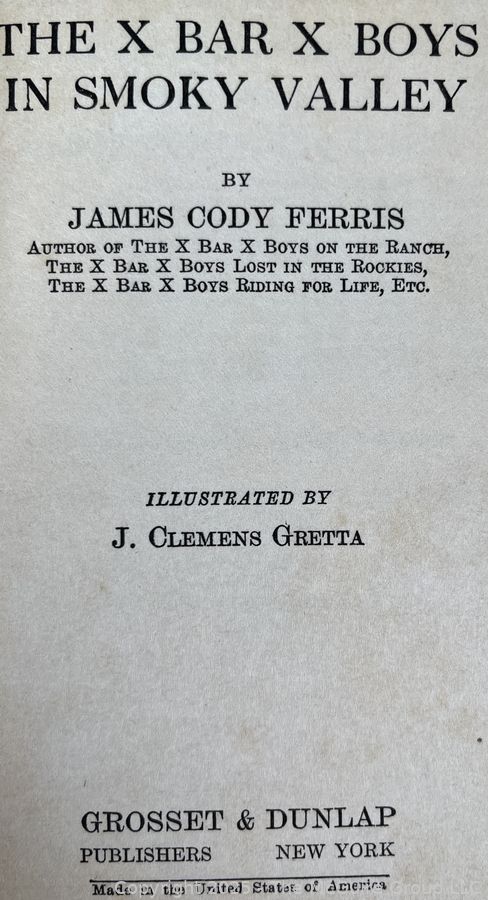 THE X BAR X BOYS
IN SMOKY VALLEY
BY
JAMES CODY FERRIS
AUTHOR OF THE X BAR X BOYS ON THE RANCH,
THE X BAR X BOYS LOST IN THE ROCKIES,
THE X BAR X BOYS RIDING FOR LIFE, ETC.
ILLUSTRATED BY
J. CLEMENS GRETTA
GROSSET & DUNLAP
PUBLISHERS NEW YORK
Made in the United States of America